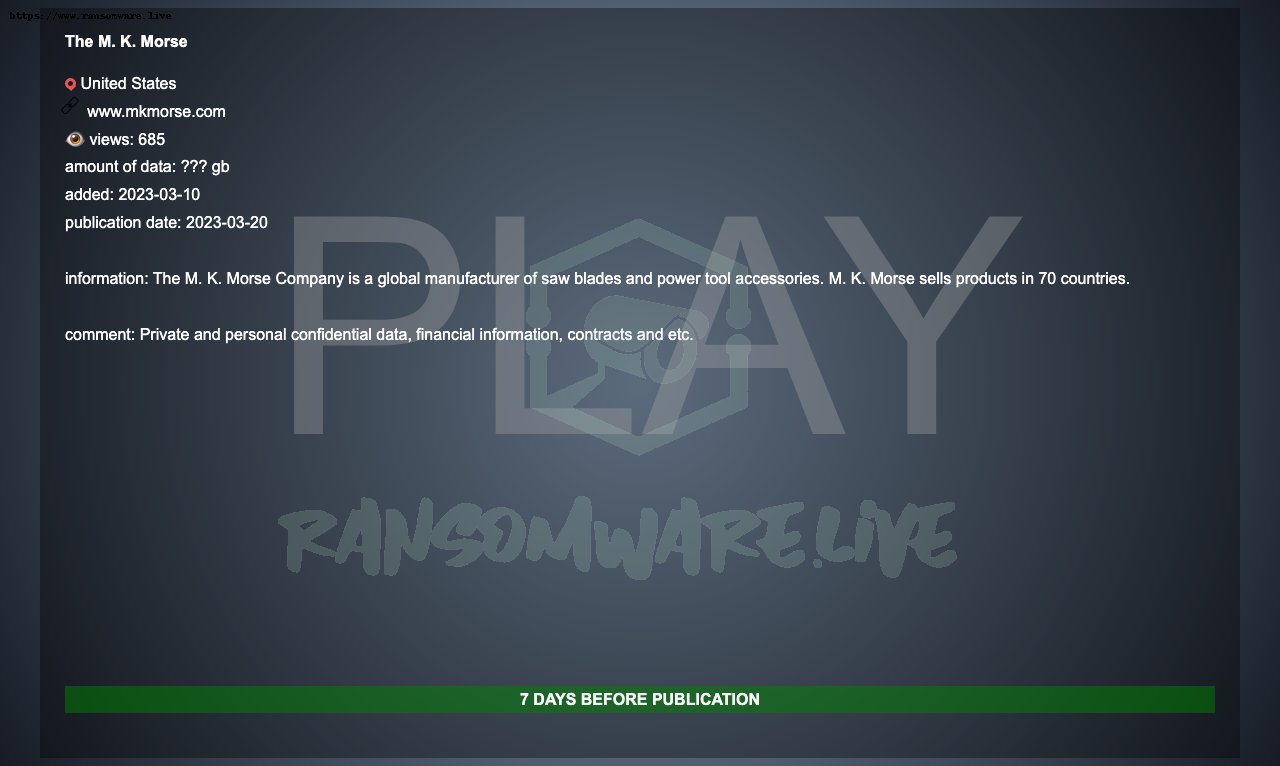 https://www.ransomware.live
The M. K. Morse
United States
www.mkmorse.com
views: 685
amount of data: ??? gb
added: 2023-03-10
publication date: 2023-03-20
PLAY
information: The M. K. Morse Company is a global manufacturer of saw blades and power tool accessories. M. K. Morse sells products in 70 countries.
comment: Private and personal confidential data, financial information, contracts and etc.
RANSOMWARE.LIVE
7 DAYS BEFORE PUBLICATION